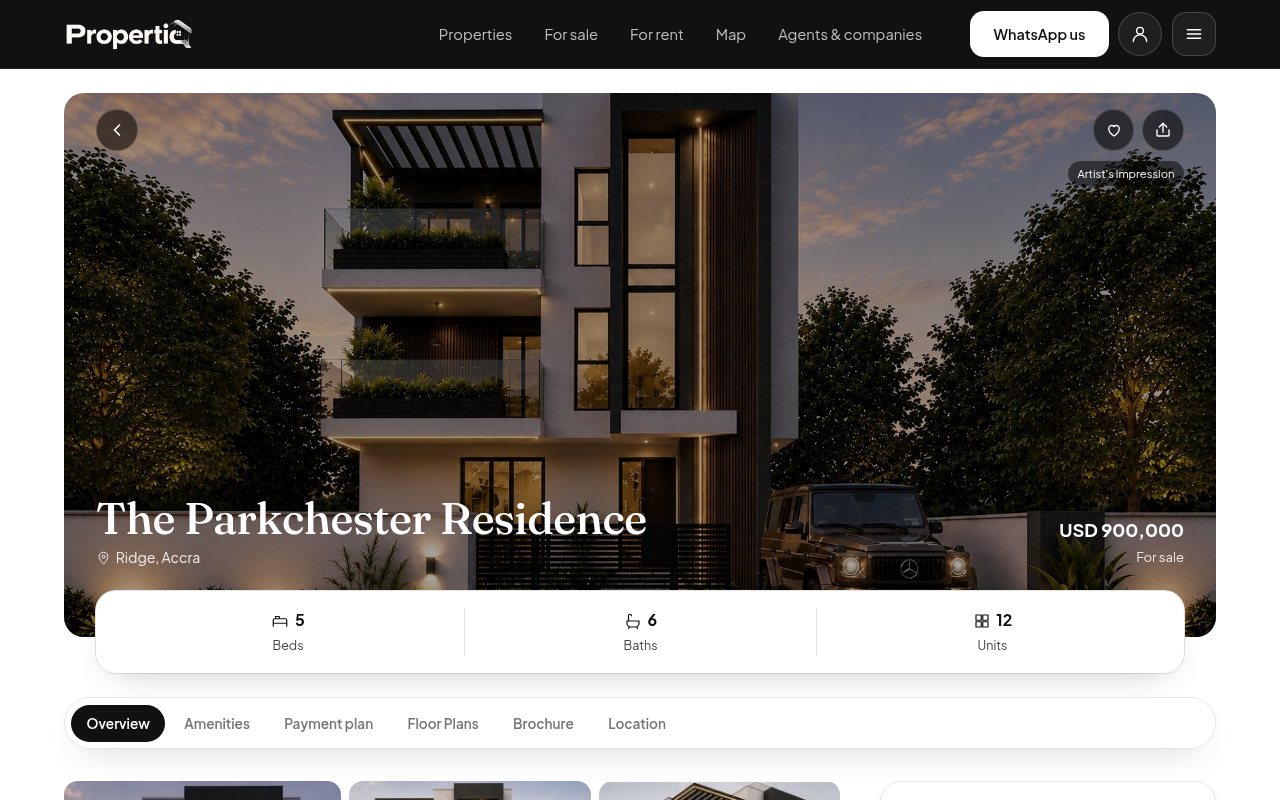 Propertic
Properties
For sale
For rent
Map
Agents & companies
WhatsApp us
Artist's impression
The Parkchester Residence
Ridge, Accra
USD 900,000
For sale
5
Beds
6
Baths
12
Units
Overview
Amenities
Payment plan
Floor Plans
Brochure
Location